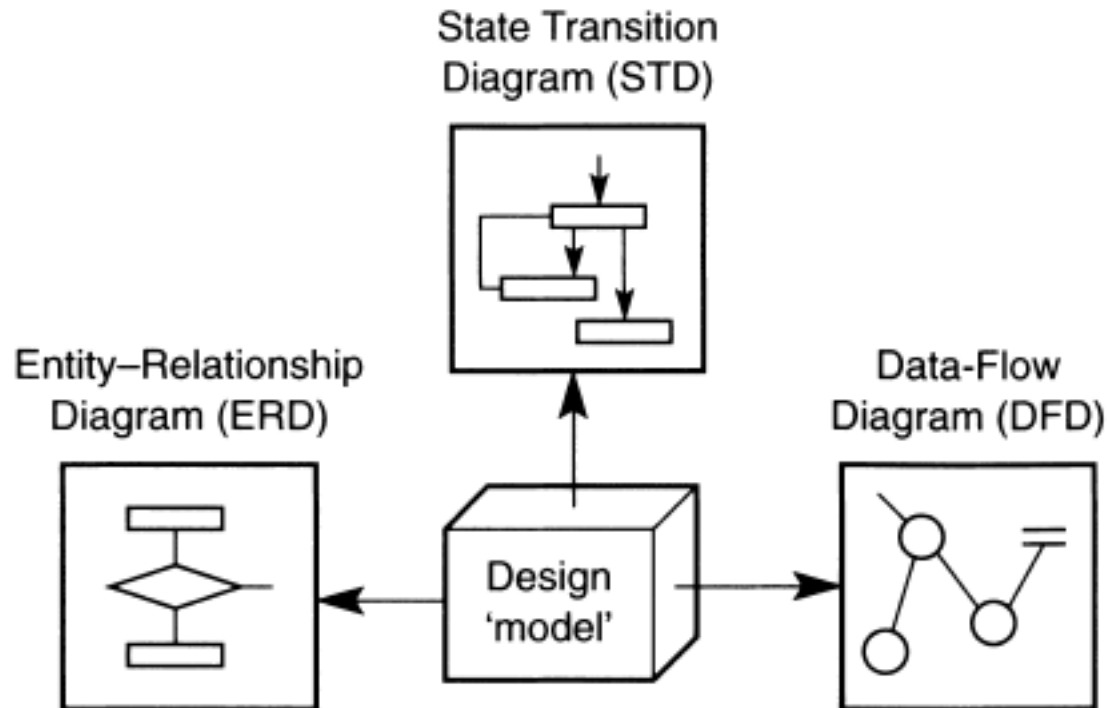 State Transition
Diagram (STD)
Entity–Relationship
Diagram (ERD)
Data-Flow
Diagram (DFD)
Design
‘model’